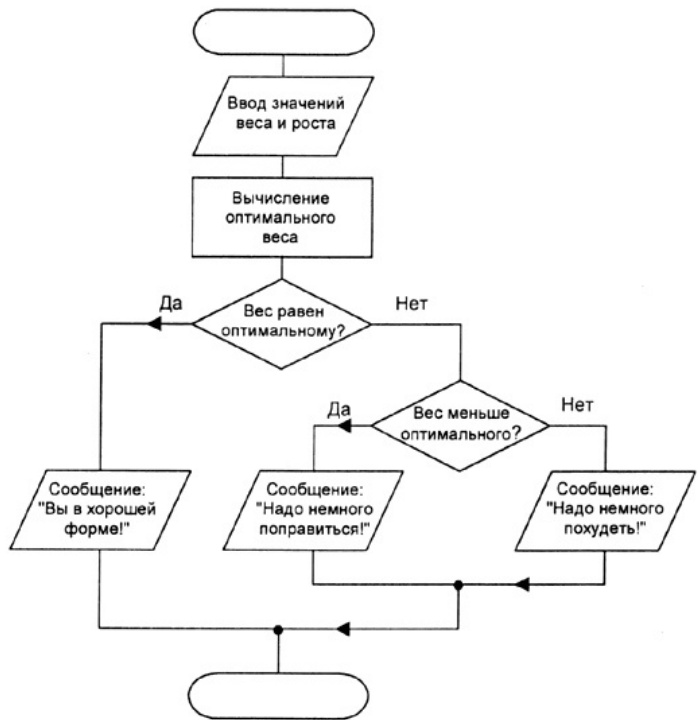 Ввод значений
веса и роста
Вычисление
оптимального
веса
Да
Вес равен
оптимальному?
Нет
Да
Вес меньше
оптимального?
Нет
Сообщение:
"Вы в хорошей
форме!"
Сообщение:
"Надо немного
поправиться!"
Сообщение:
"Надо немного
похудеть!"